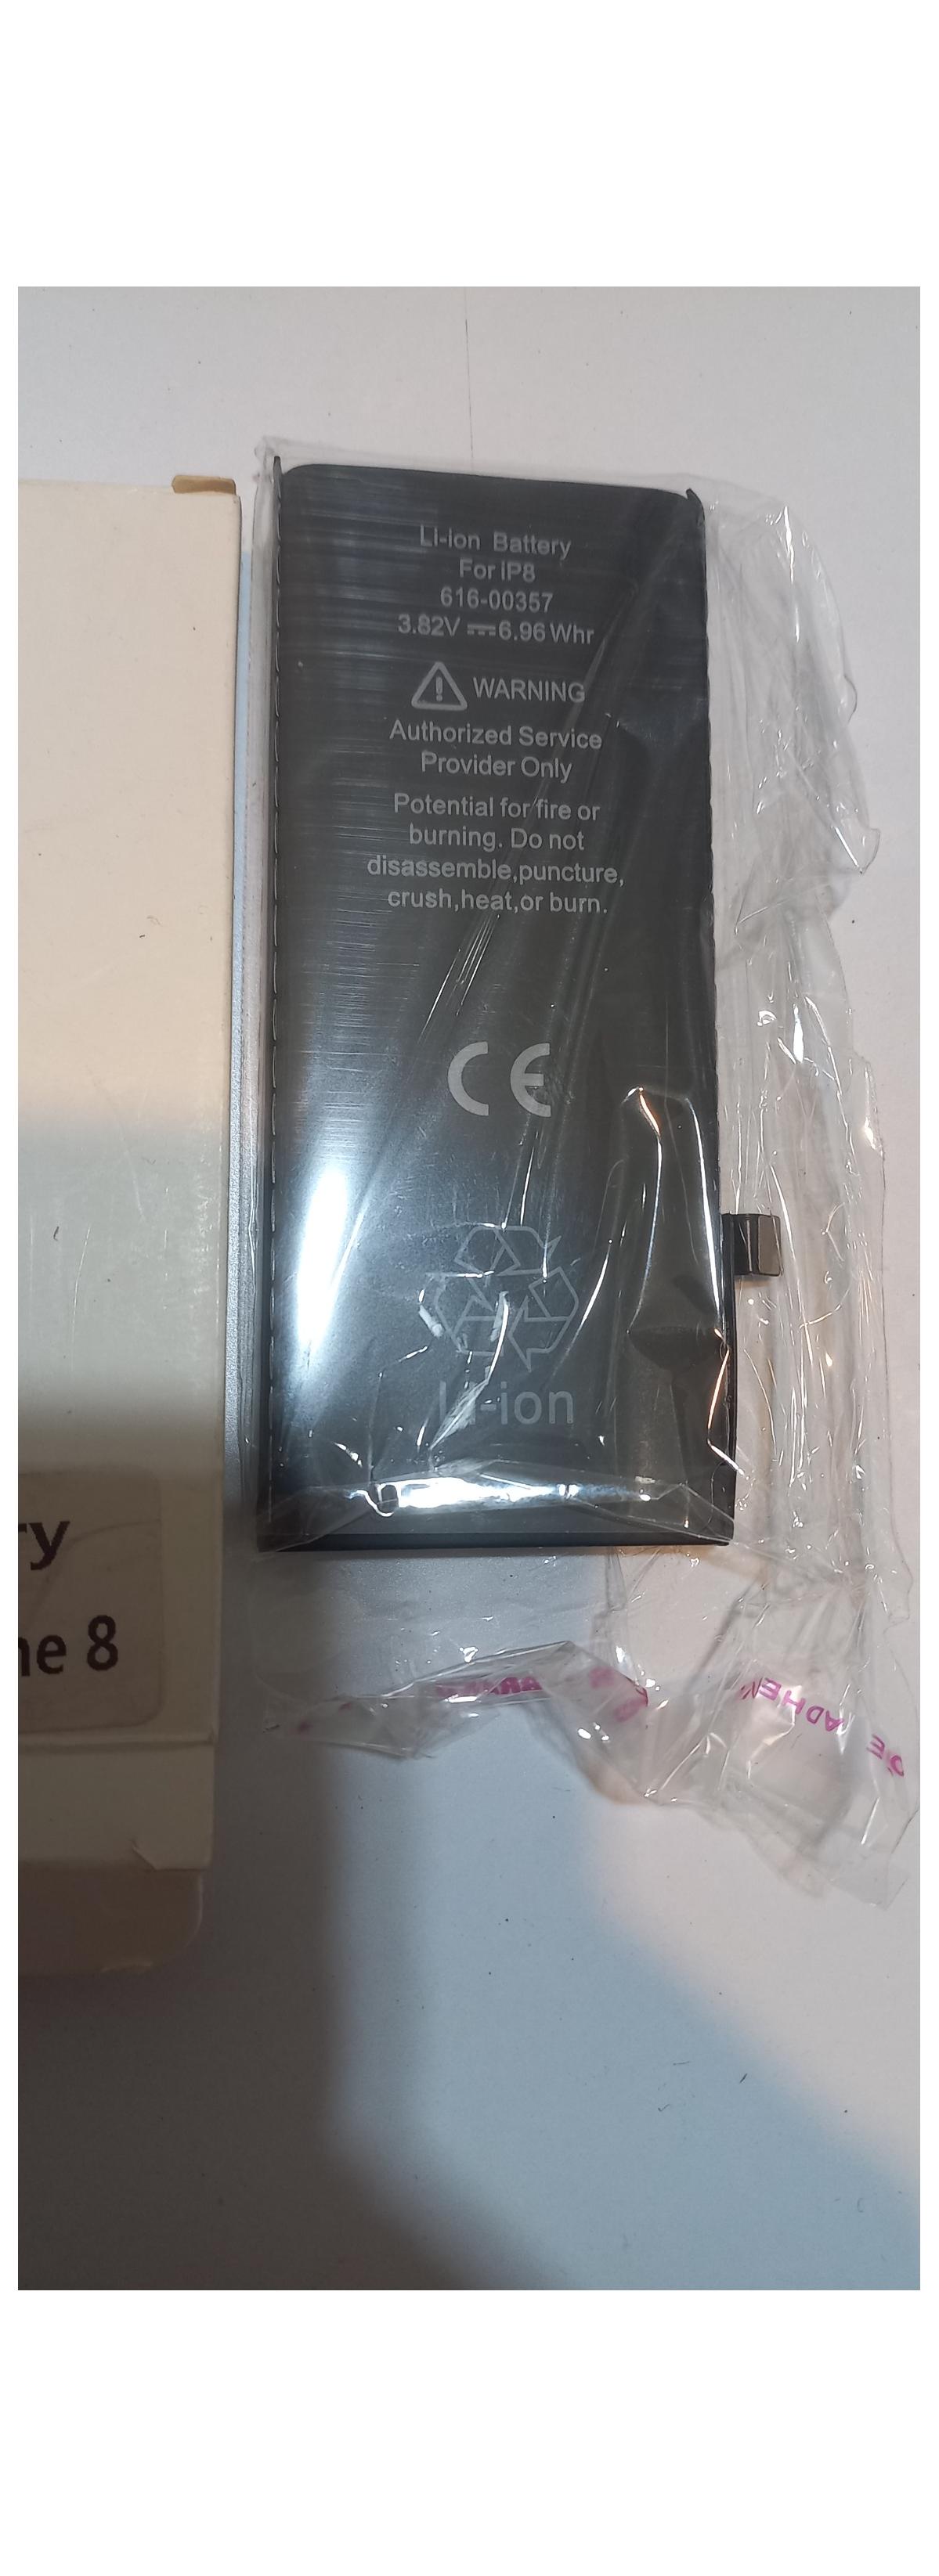 Li-ion Battery
For IP8
616-00357
3.82V ⎓ 6.96 Whr
WARNING
Authorized Service
Provider Only
Potential for fire or
burning. Do not
disassemble,puncture,
crush,heat,or burn.
CE
Li-ion
ry
ne 8